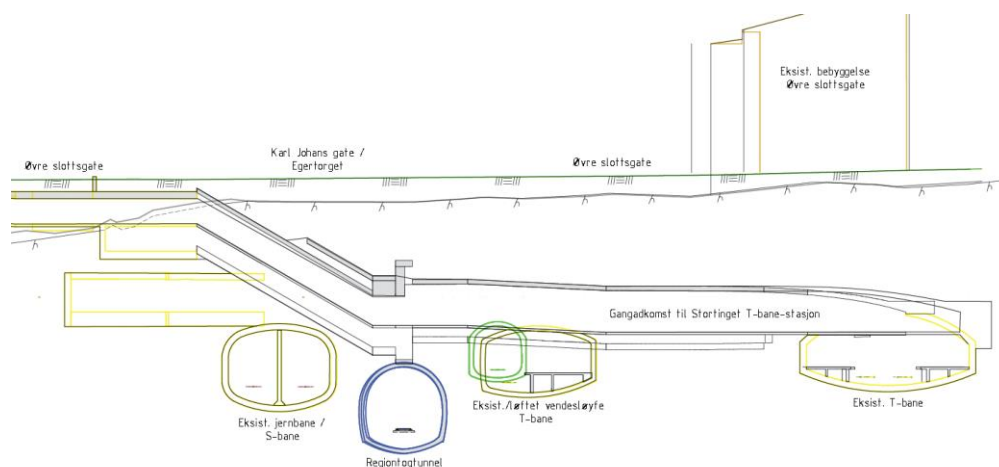 Eksist. bebyggelse
Øvre slottsgate
Øvre slottsgate
Karl Johans gate /
Egertorget
Øvre slottsgate
Gangadkomst til Stortinget T-bane-stasjon
Eksist. jernbane /
S-bane
Eksist./løftet vendesløyfe
T-bane
Eksist. T-bane
Regiontogtunnel